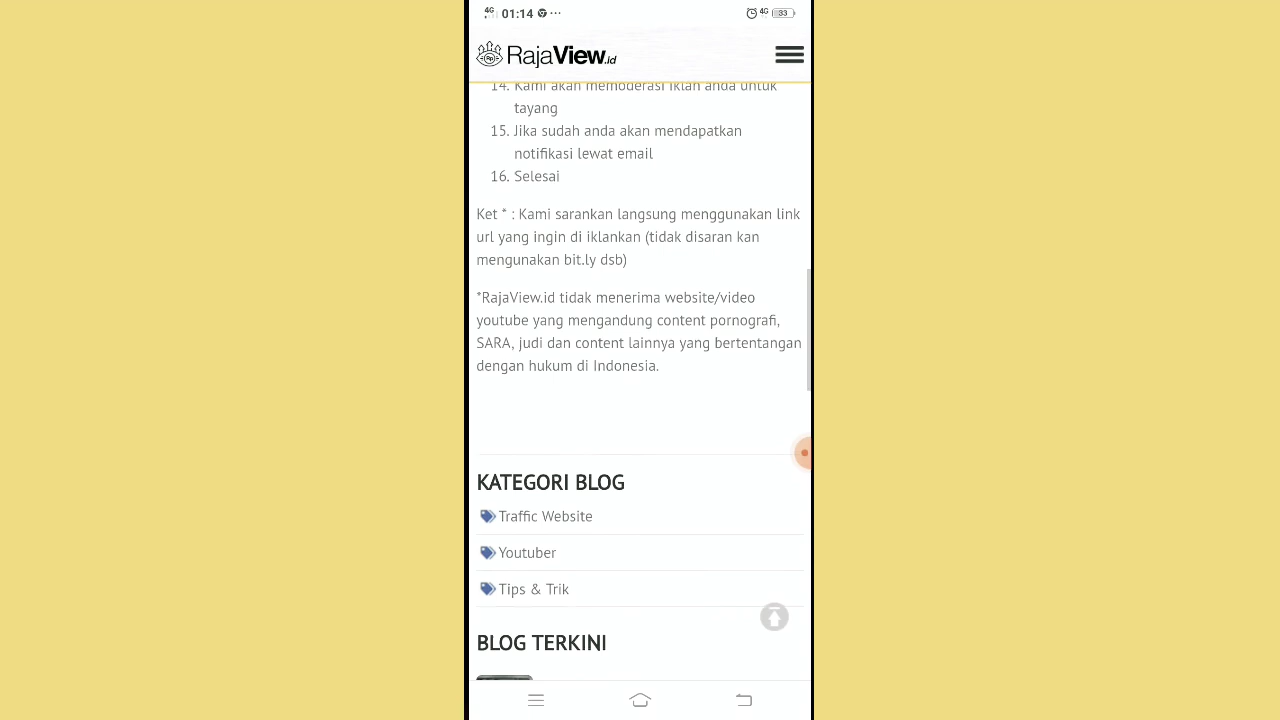 4G 01:14 ... 4G 33
RajaView.id
14. Kami akan memoderasi iklan anda untuk
tayang
15. Jika sudah anda akan mendapatkan
notifikasi lewat email
16. Selesai
Ket * : Kami sarankan langsung menggunakan link
url yang ingin di iklankan (tidak disaran kan
mengunakan bit.ly dsb)
*RajaView.id tidak menerima website/video
youtube yang mengandung content pornografi,
SARA, judi dan content lainnya yang bertentangan
dengan hukum di Indonesia.
KATEGORI BLOG
Traffic Website
Youtuber
Tips & Trik
BLOG TERKINI